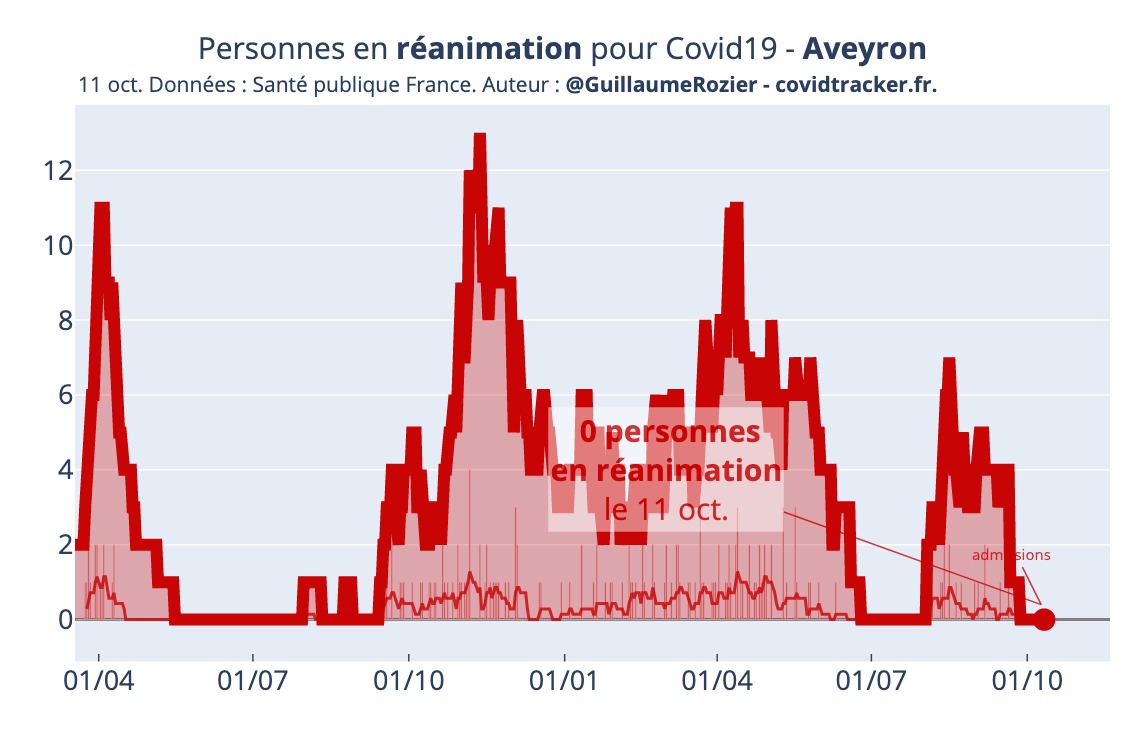 Personnes en réanimation pour Covid19 - Aveyron
11 oct. Données : Santé publique France. Auteur : @GuillaumeRozier - covidtracker.fr.
12
10
8
6
4
2
0
0 personnes
en réanimation
le 11 oct.
admissions
01/04 01/07 01/10 01/01 01/04 01/07 01/10